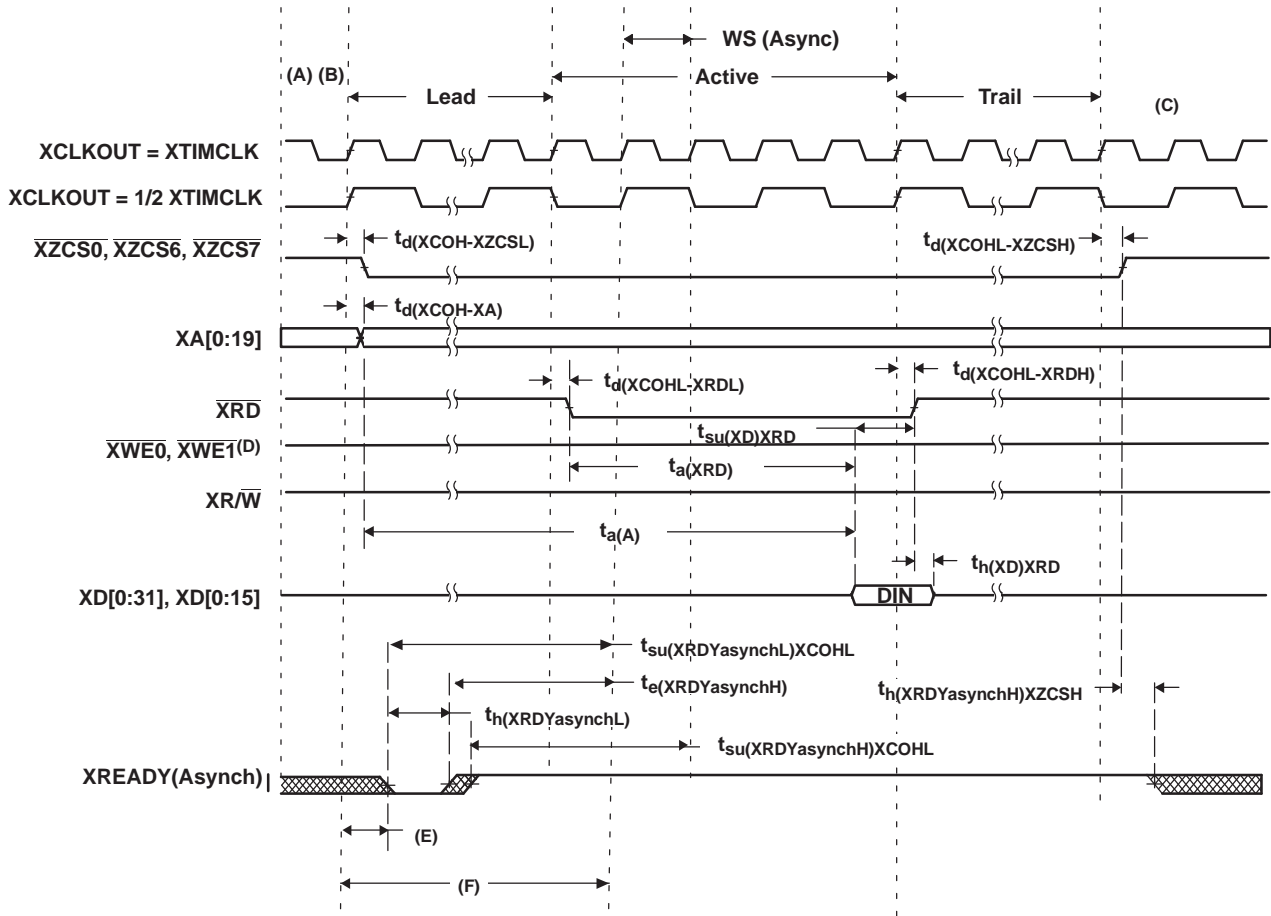 WS (Async)
(A) (B)
Active
Lead
Trail
(C)
XCLKOUT = XTIMCLK
XCLKOUT = 1/2 XTIMCLK
XZCS0, XZCS6, XZCS7
td(XCOH-XZCSL)
td(XCOHL-XZCSH)
td(XCOH-XA)
XA[0:19]
td(XCOHL-XRDL)
td(XCOHL-XRDH)
XRD
tsu(XD)XRD
XWE0, XWE1(D)
ta(XRD)
XR/W
ta(A)
th(XD)XRD
XD[0:31], XD[0:15]
DIN
tsu(XRDYasynchL)XCOHL
te(XRDYasynchH)
th(XRDYasynchH)XZCSH
th(XRDYasynchL)
tsu(XRDYasynchH)XCOHL
XREADY(Asynch)
(E)
(F)